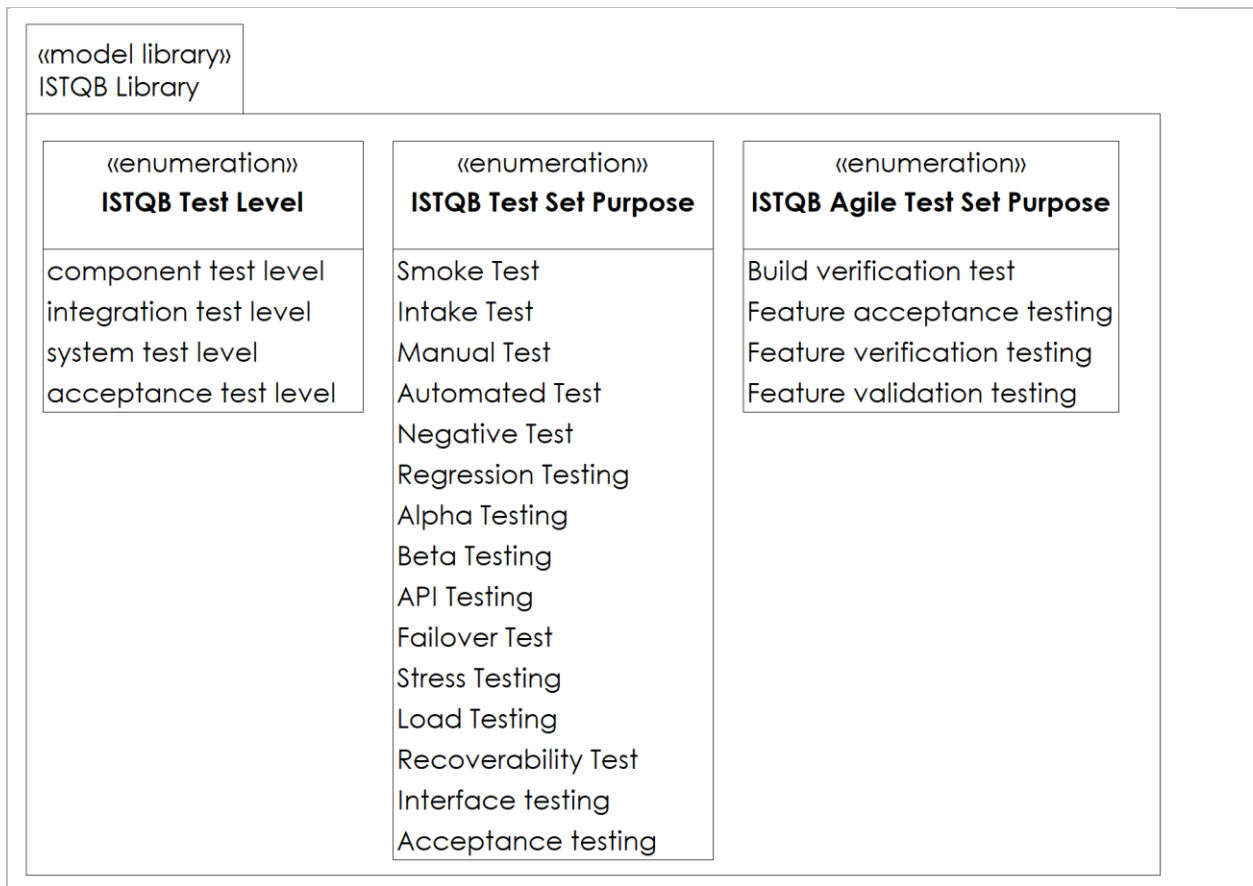 «model library»
ISTQB Library
«enumeration»
ISTQB Test Level
component test level
integration test level
system test level
acceptance test level
«enumeration»
ISTQB Test Set Purpose
Smoke Test
Intake Test
Manual Test
Automated Test
Negative Test
Regression Testing
Alpha Testing
Beta Testing
API Testing
Failover Test
Stress Testing
Load Testing
Recoverability Test
Interface testing
Acceptance testing
«enumeration»
ISTQB Agile Test Set Purpose
Build verification test
Feature acceptance testing
Feature verification testing
Feature validation testing